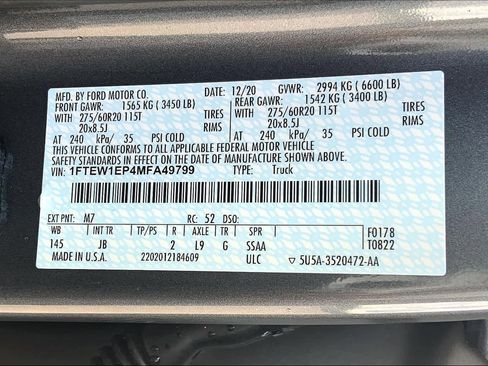 MFD. BY FORD MOTOR CO. DATE: 12/20 GVWR: 2994 KG (6600 LB)
FRONT GAWR: 1565 KG (3450 LB) REAR GAWR: 1542 KG (3400 LB)
WITH 275/60R20 115T TIRES WITH 275/60R20 115T TIRES
20x8.5J RIMS 20x8.5J RIMS
AT 240 kPa/ 35 PSI COLD AT 240 kPa/ 35 PSI COLD
THIS VEHICLE CONFORMS TO ALL APPLICABLE FEDERAL MOTOR VEHICLE
SAFETY STANDARDS IN EFFECT ON THE DATE OF MANUFACTURE SHOWN ABOVE.
VIN: 1FTEW1EP4MFA49799 TYPE: Truck
EXT PNT: M7 RC: 52 DSO: F0178
WB INT TR TP/PS R AXLE TR SPR T0822
145 JB 2 L9 G SSAA
MADE IN U.S.A. 2202012184609 ULC 5U5A-3520472-AA